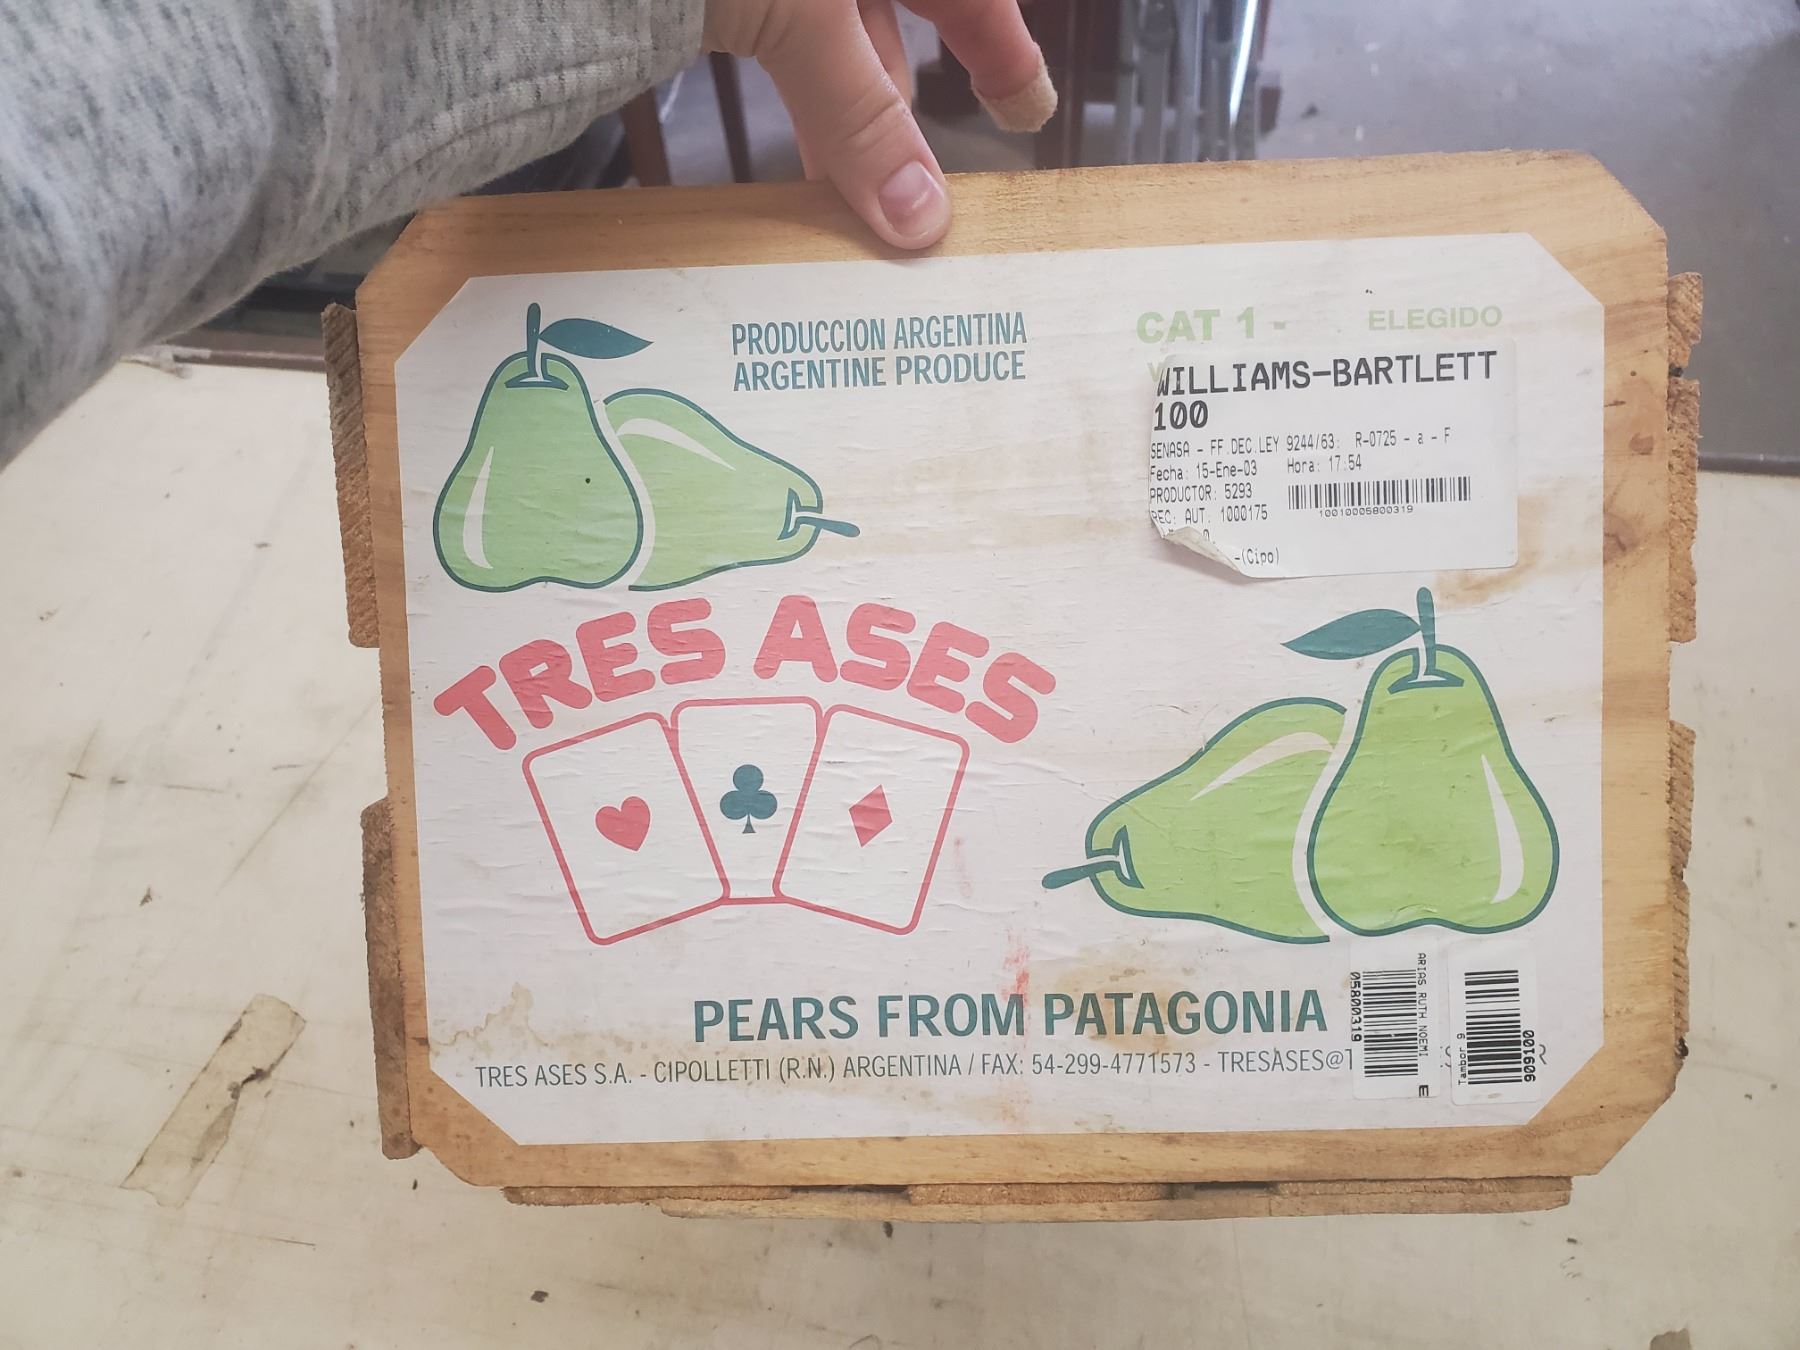 PRODUCCION ARGENTINA
ARGENTINE PRODUCE
CAT 1 - ELEGIDO
WILLIAMS-BARTLETT
100
SENASA - FF.DEC.LEY 9244/63: R-0725 - a - F
Fecha: 15-Ene-03 Hora: 17:54
PRODUCTOR: 5293
REC: AUT. 1000175
10010005800319
-(Cipo)
TRES ASES
PEARS FROM PATAGONIA
TRES ASES S.A. - CIPOLLETTI (R.N.) ARGENTINA / FAX: 54-299-4771573 - TRESASES@T
ARIAS RUTH NOEMI E
05800319
Tambor 9
909100